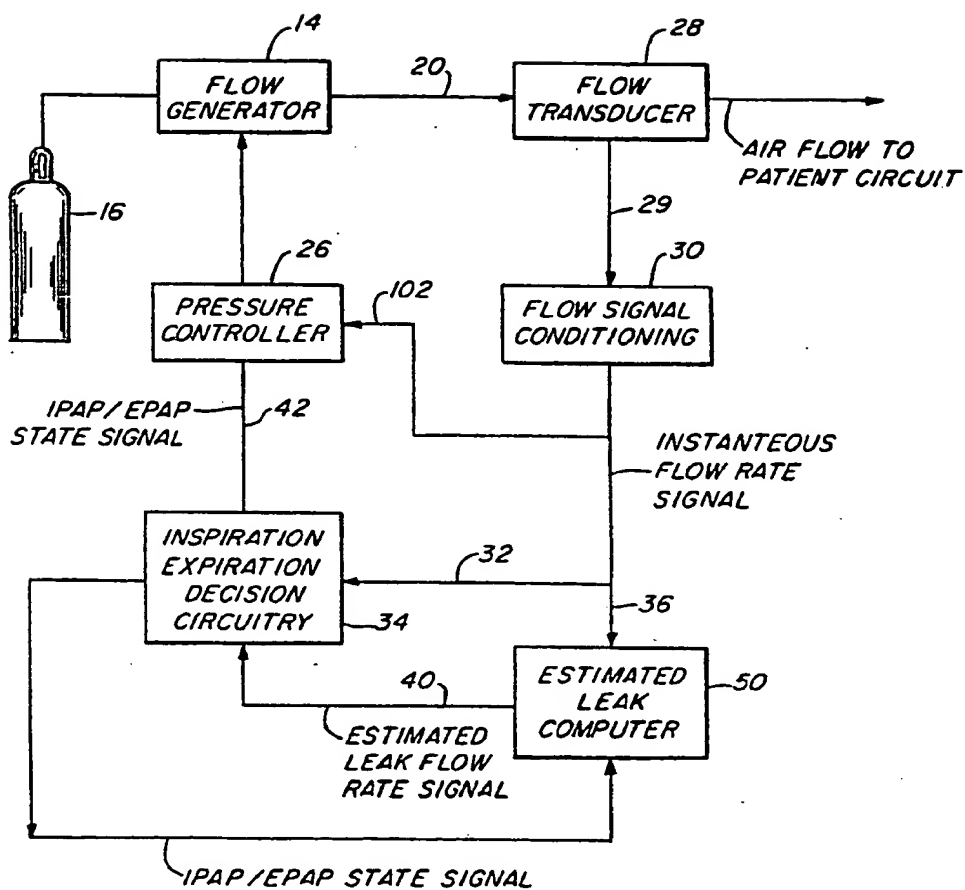 14
28
FLOW
GENERATOR
20
FLOW
TRANSDUCER
AIR FLOW TO
PATIENT CIRCUIT
16
29
26
102
30
PRESSURE
CONTROLLER
FLOW SIGNAL
CONDITIONING
IPAP/EPAP
STATE SIGNAL
42
INSTANTEOUS
FLOW RATE
SIGNAL
INSPIRATION
EXPIRATION
DECISION
CIRCUITRY
32
34
36
40
ESTIMATED
LEAK
COMPUTER
50
ESTIMATED
LEAK FLOW
RATE SIGNAL
IPAP/EPAP STATE SIGNAL